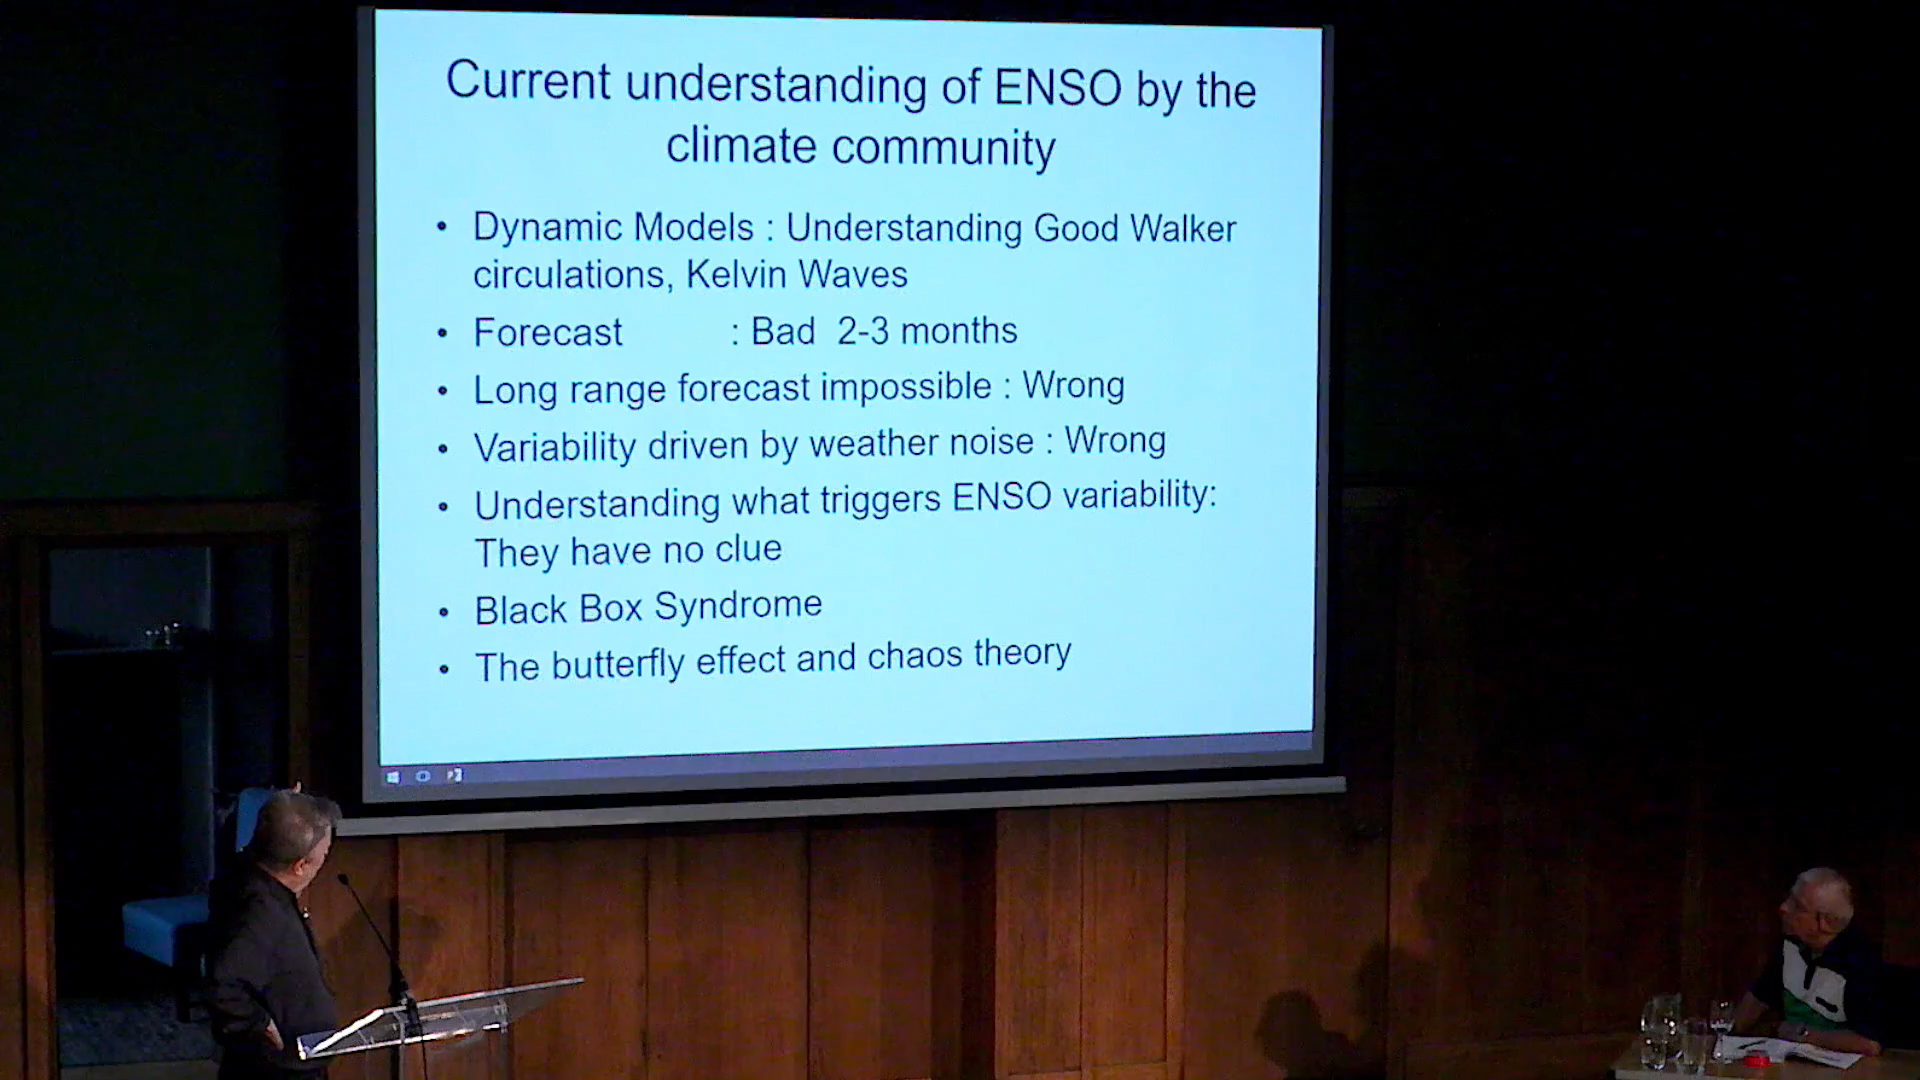 Current understanding of ENSO by the
climate community
• Dynamic Models : Understanding Good Walker
circulations, Kelvin Waves
• Forecast : Bad 2-3 months
• Long range forecast impossible : Wrong
• Variability driven by weather noise : Wrong
• Understanding what triggers ENSO variability:
They have no clue
• Black Box Syndrome
• The butterfly effect and chaos theory